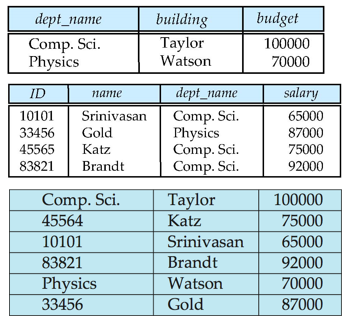 dept_name building budget
Comp. Sci. Taylor 100000
Physics Watson 70000
ID name dept_name salary
10101 Srinivasan Comp. Sci. 65000
33456 Gold Physics 87000
45565 Katz Comp. Sci. 75000
83821 Brandt Comp. Sci. 92000
Comp. Sci. Taylor 100000
45564 Katz 75000
10101 Srinivasan 65000
83821 Brandt 92000
Physics Watson 70000
33456 Gold 87000